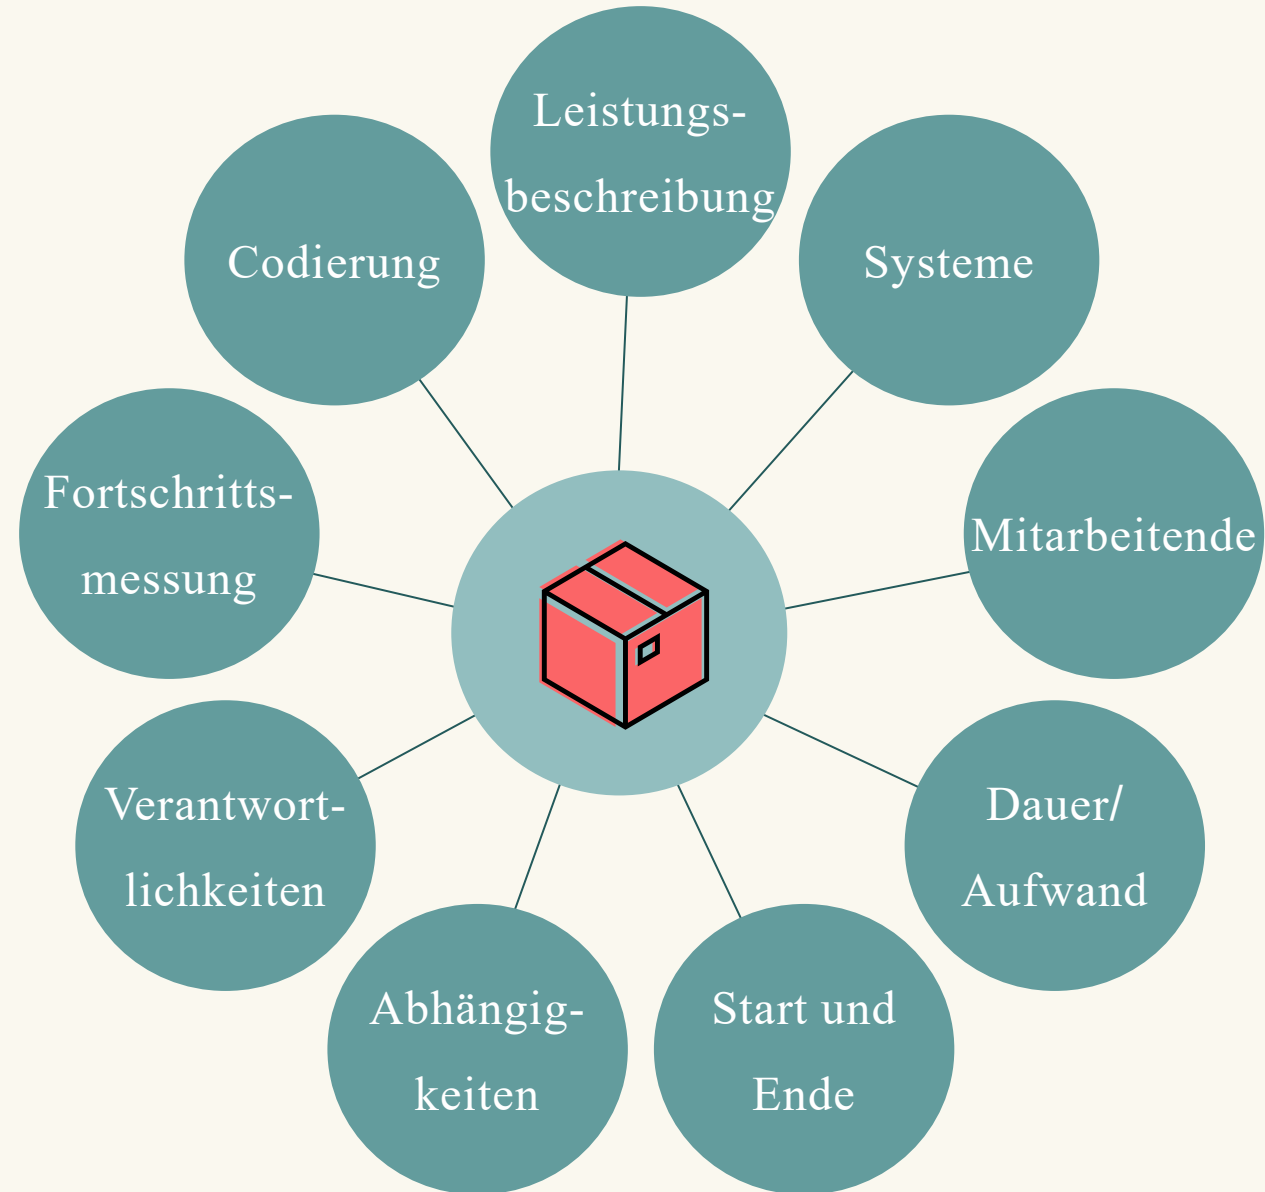 Leistungs-
beschreibung
Systeme
Mitarbeitende
Dauer/
Aufwand
Start und
Ende
Abhängig-
keiten
Verantwort-
lichkeiten
Fortschritts-
messung
Codierung